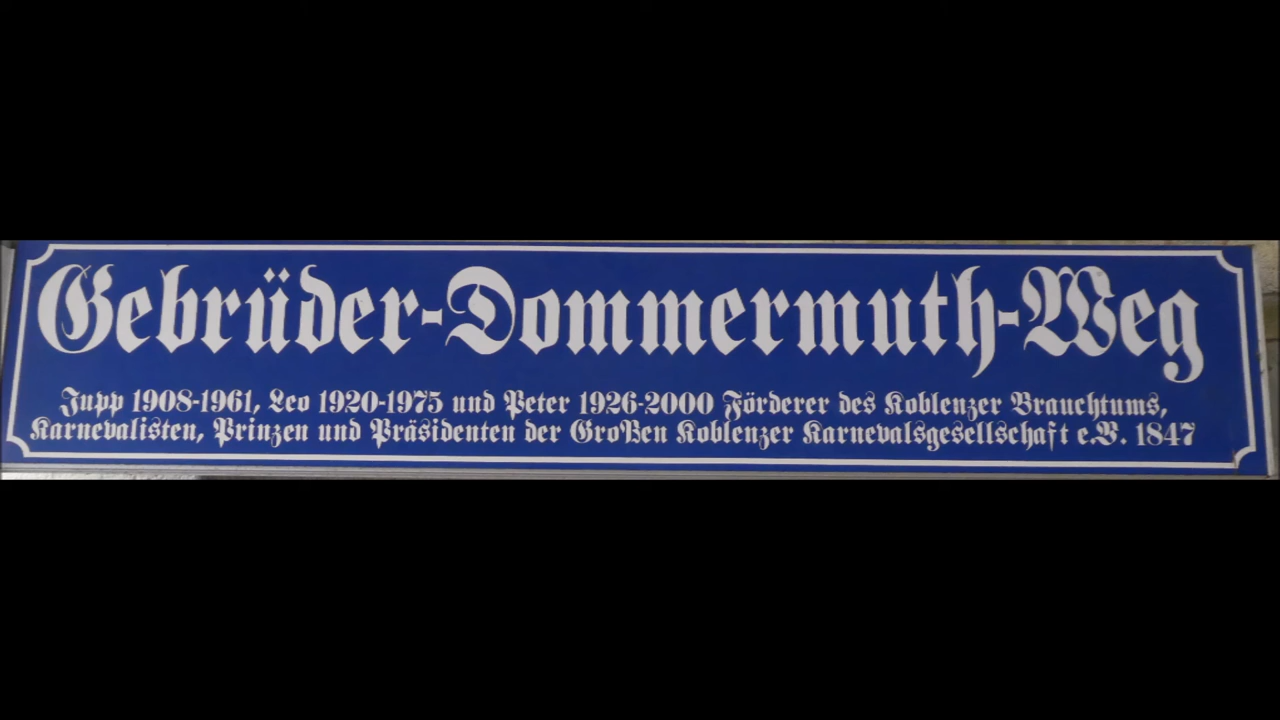 Gebrüder-Dommermuth-Weg
Jupp 1908-1961, Leo 1920-1975 und Peter 1926-2000 Förderer des Koblenzer Brauchtums,
Karnevalisten, Prinzen und Präsidenten der Großen Koblenzer Karnevalsgesellschaft e.V. 1847